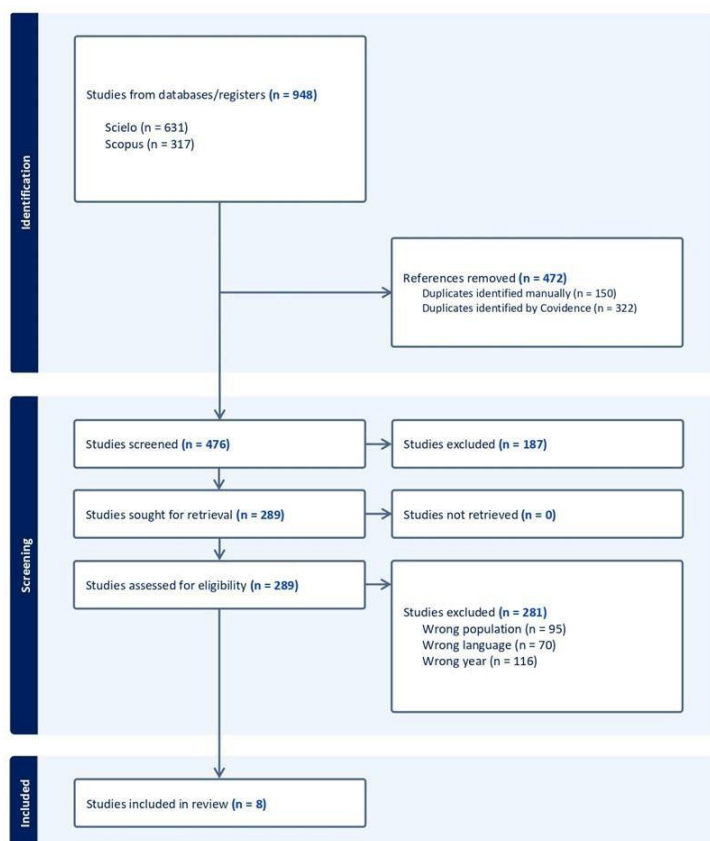 Identification
Studies from databases/registers (n = 948)
Scielo (n = 631)
Scopus (n = 317)
References removed (n = 472)
Duplicates identified manually (n = 150)
Duplicates identified by Covidence (n = 322)
Screening
Studies screened (n = 476)
Studies excluded (n = 187)
Studies sought for retrieval (n = 289)
Studies not retrieved (n = 0)
Studies assessed for eligibility (n = 289)
Studies excluded (n = 281)
Wrong population (n = 95)
Wrong language (n = 70)
Wrong year (n = 116)
Included
Studies included in review (n = 8)